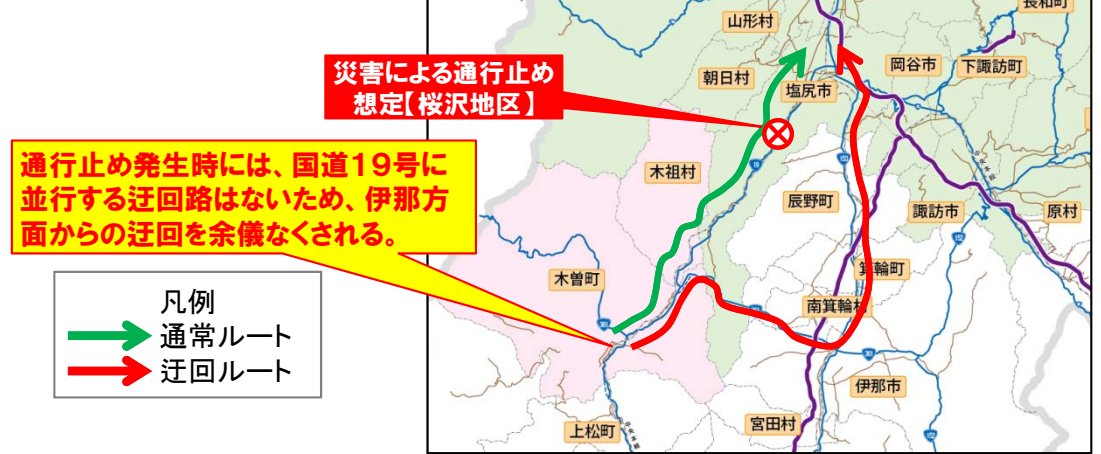 長和町
山形村
岡谷市
下諏訪町
災害による通行止め
想定【桜沢地区】
朝日村
塩尻市
通行止め発生時には、国道１９号に
並行する迂回路はないため、伊那方
面からの迂回を余儀なくされる。
19
木祖村
153
辰野町
諏訪市
原村
152
凡例
通常ルート
迂回ルート
木曽町
箕輪町
南箕輪村
伊那市
宮田村
上松町